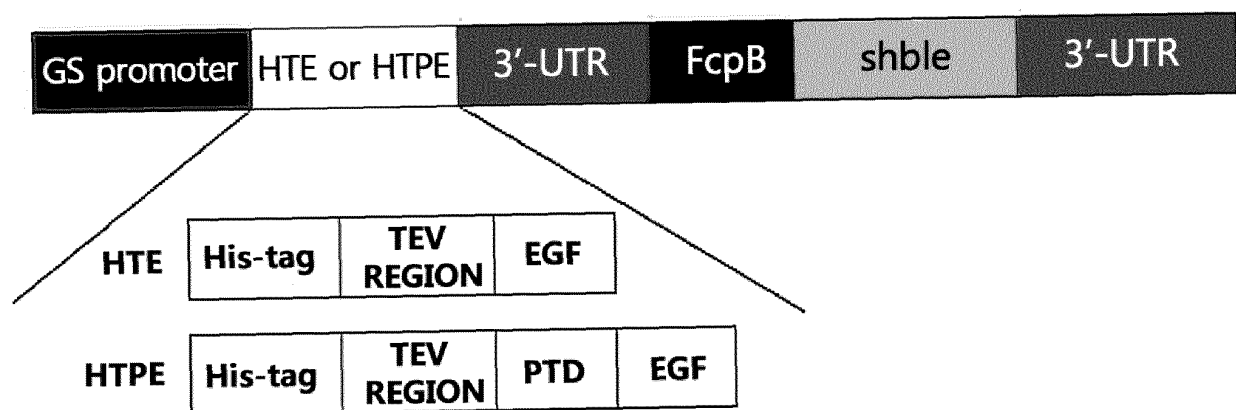 GS promoter HTE or HTPE 3'-UTR FcpB shble 3'-UTR
HTE His-tag TEV REGION EGF
HTPE His-tag TEV REGION PTD EGF